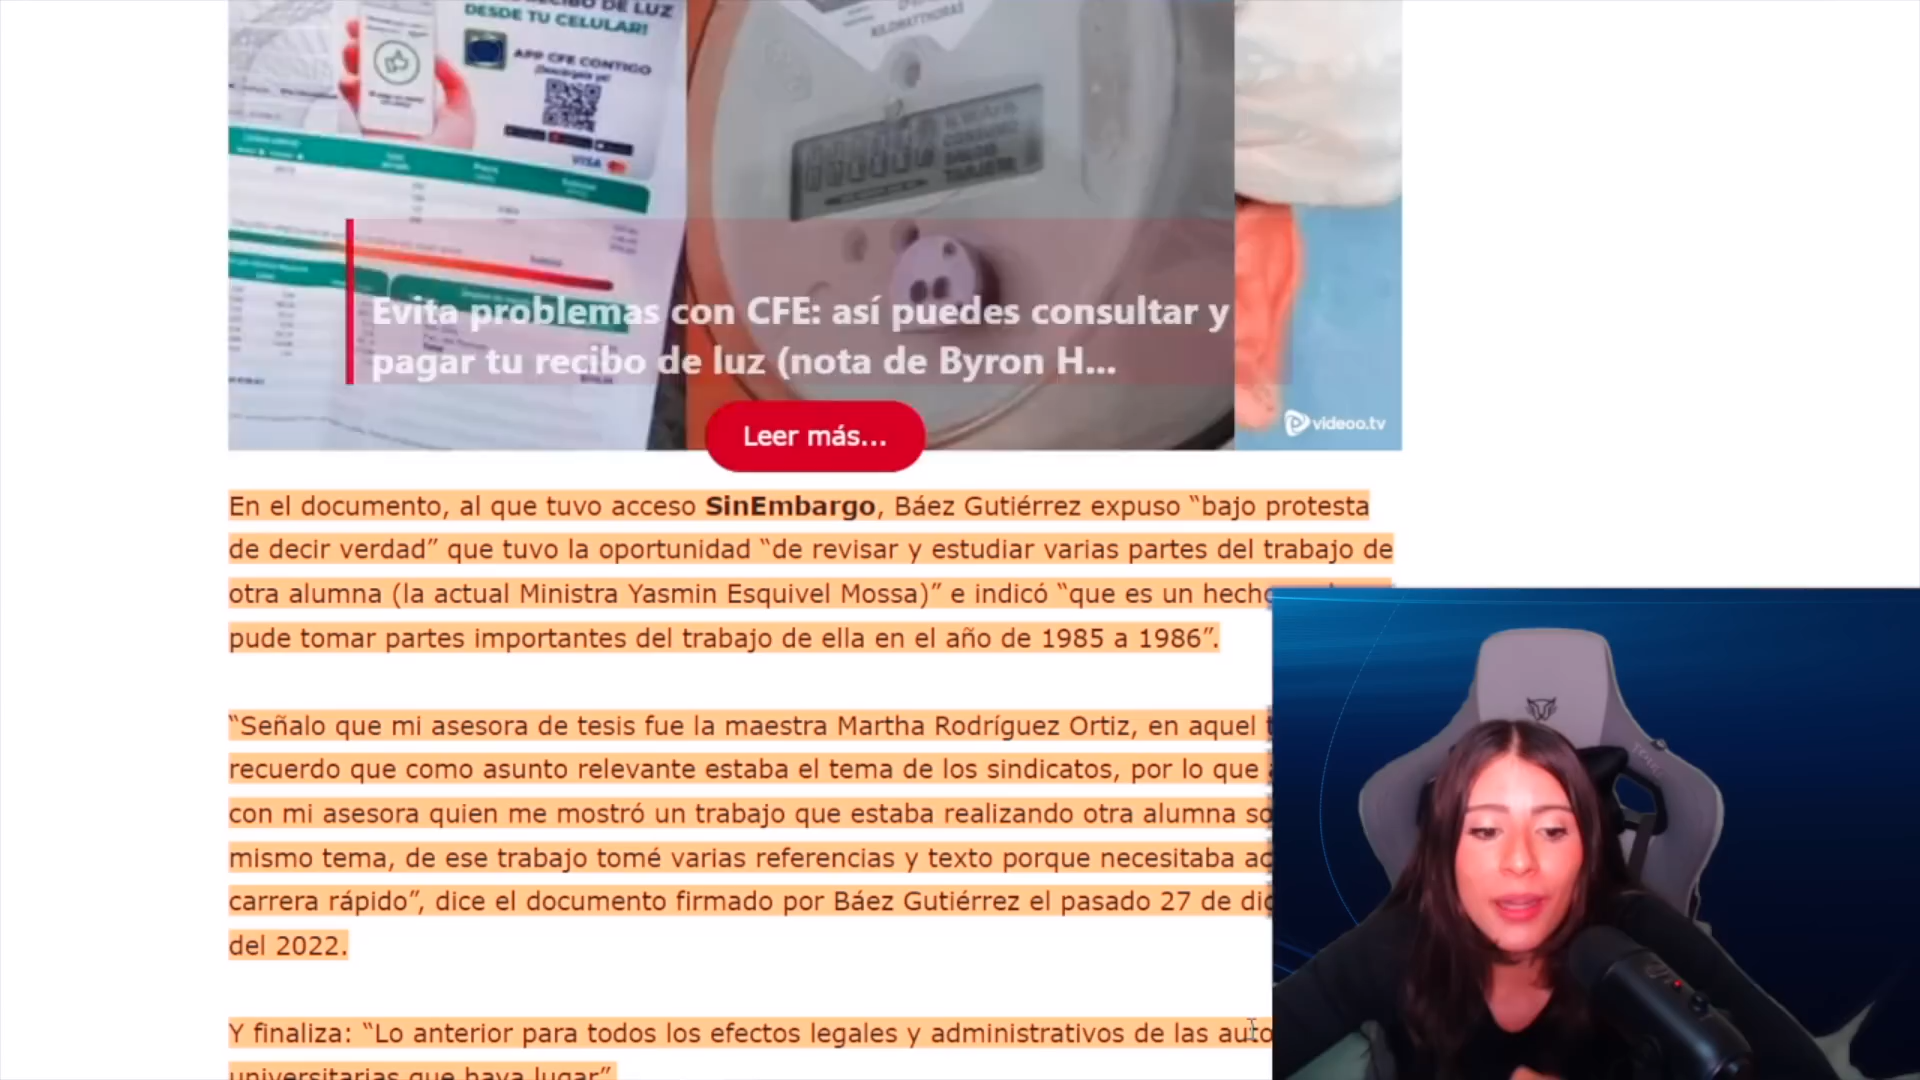 RECIBO DE LUZ
DESDE TU CELULAR!
APP CFE CONTIGO
¡Descárgala ya!
VISA
KILOWATTHORAS
Evita problemas con CFE: así puedes consultar y
pagar tu recibo de luz (nota de Byron H...
videoo.tv
Leer más...
En el documento, al que tuvo acceso SinEmbargo, Báez Gutiérrez expuso “bajo protesta
de decir verdad” que tuvo la oportunidad “de revisar y estudiar varias partes del trabajo de
otra alumna (la actual Ministra Yasmin Esquivel Mossa)” e indicó “que es un hecho
pude tomar partes importantes del trabajo de ella en el año de 1985 a 1986”.
“Señalo que mi asesora de tesis fue la maestra Martha Rodríguez Ortiz, en aquel
recuerdo que como asunto relevante estaba el tema de los sindicatos, por lo que
con mi asesora quien me mostró un trabajo que estaba realizando otra alumna
mismo tema, de ese trabajo tomé varias referencias y texto porque necesitaba
carrera rápido”, dice el documento firmado por Báez Gutiérrez el pasado 27 de
del 2022.
Y finaliza: “Lo anterior para todos los efectos legales y administrativos de las
universitarias que haya lugar”